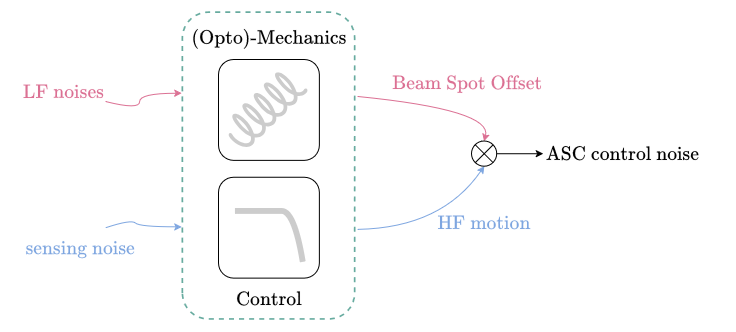 (Opto)-Mechanics
LF noises
Beam Spot Offset
ASC control noise
HF motion
sensing noise
Control